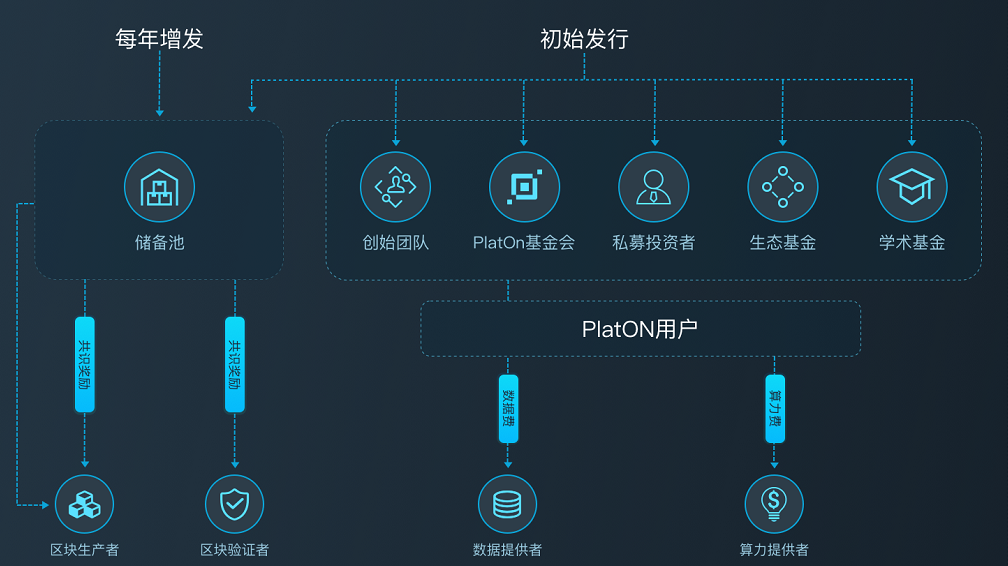 每年增发
初始发行
储备池
创始团队
PlatOn基金会
私募投资者
生态基金
学术基金
PlatON用户
共识奖励
共识奖励
数据费
算力费
区块生产者
区块验证者
数据提供者
算力提供者